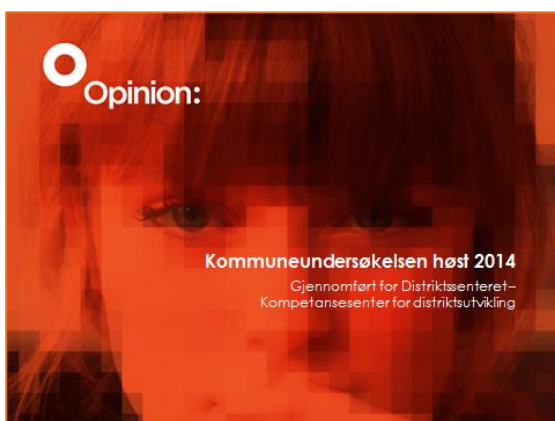 Opinion:
Kommuneundersøkelsen høst 2014
Gjennomført for Distriktssenteret–
Kompetansesenter for distriktsutvikling